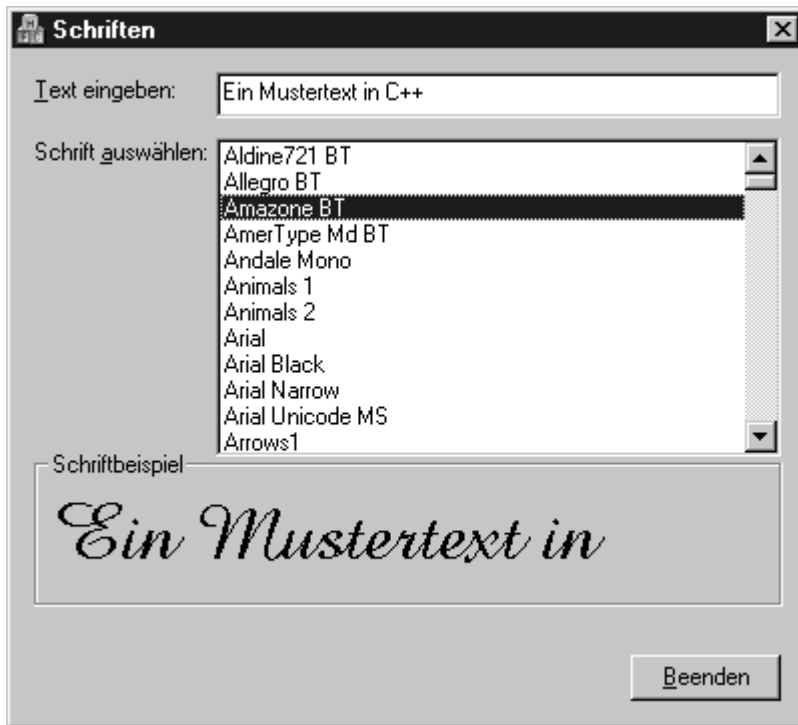 Schriften
Text eingeben: Ein Mustertext in C++
Schrift auswählen: Aldine721 BT
Allegro BT
Amazone BT
AmerType Md BT
Andale Mono
Animals 1
Animals 2
Arial
Arial Black
Arial Narrow
Arial Unicode MS
Arrows1
Schriftbeispiel
Ein Mustertext in
Beenden